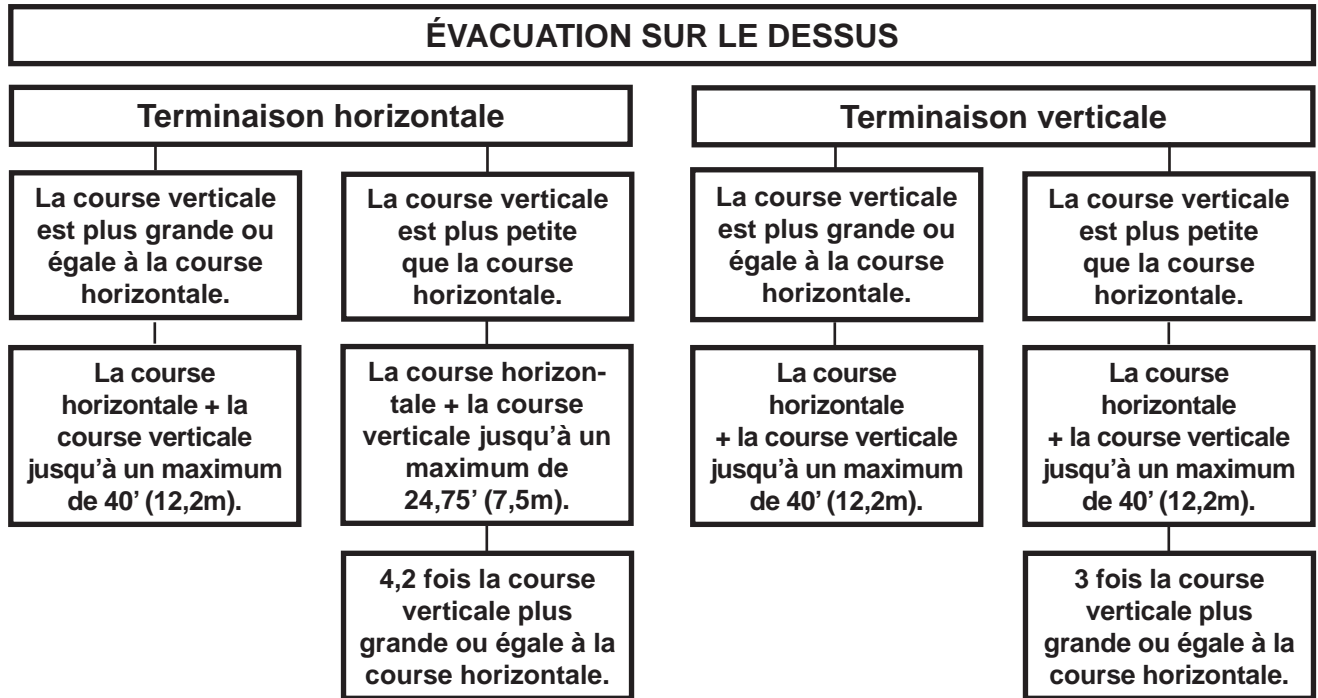 ÉVACUATION SUR LE DESSUS
Terminaison horizontale
La course verticale
est plus grande ou
égale à la course
horizontale.
La course
horizontale + la
course verticale
jusqu’à un maximum
de 40’ (12,2m).
La course verticale
est plus petite
que la course
horizontale.
La course horizon-
tale + la course
verticale jusqu’à un
maximum de
24,75’ (7,5m).
4,2 fois la course
verticale plus
grande ou égale à la
course horizontale.
Terminaison verticale
La course verticale
est plus grande ou
égale à la course
horizontale.
La course
horizontale
+ la course verticale
jusqu’à un maximum
de 40’ (12,2m).
La course verticale
est plus petite
que la course
horizontale.
La course
horizontale
+ la course verticale
jusqu’à un maximum
de 40’ (12,2m).
3 fois la course
verticale plus
grande ou égale à la
course horizontale.